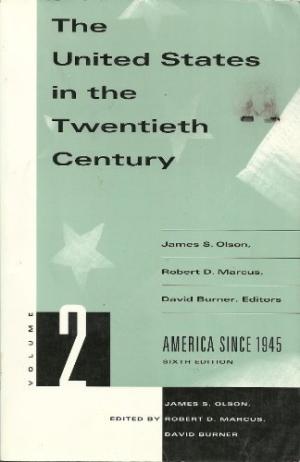 The
United States
in the
Twentieth
Century
James S. Olson,
Robert D. Marcus,
David Burner, Editors
VOLUME
2
AMERICA SINCE 1945
SIXTH EDITION
JAMES S. OLSON,
EDITED BY ROBERT D. MARCUS,
DAVID BURNER